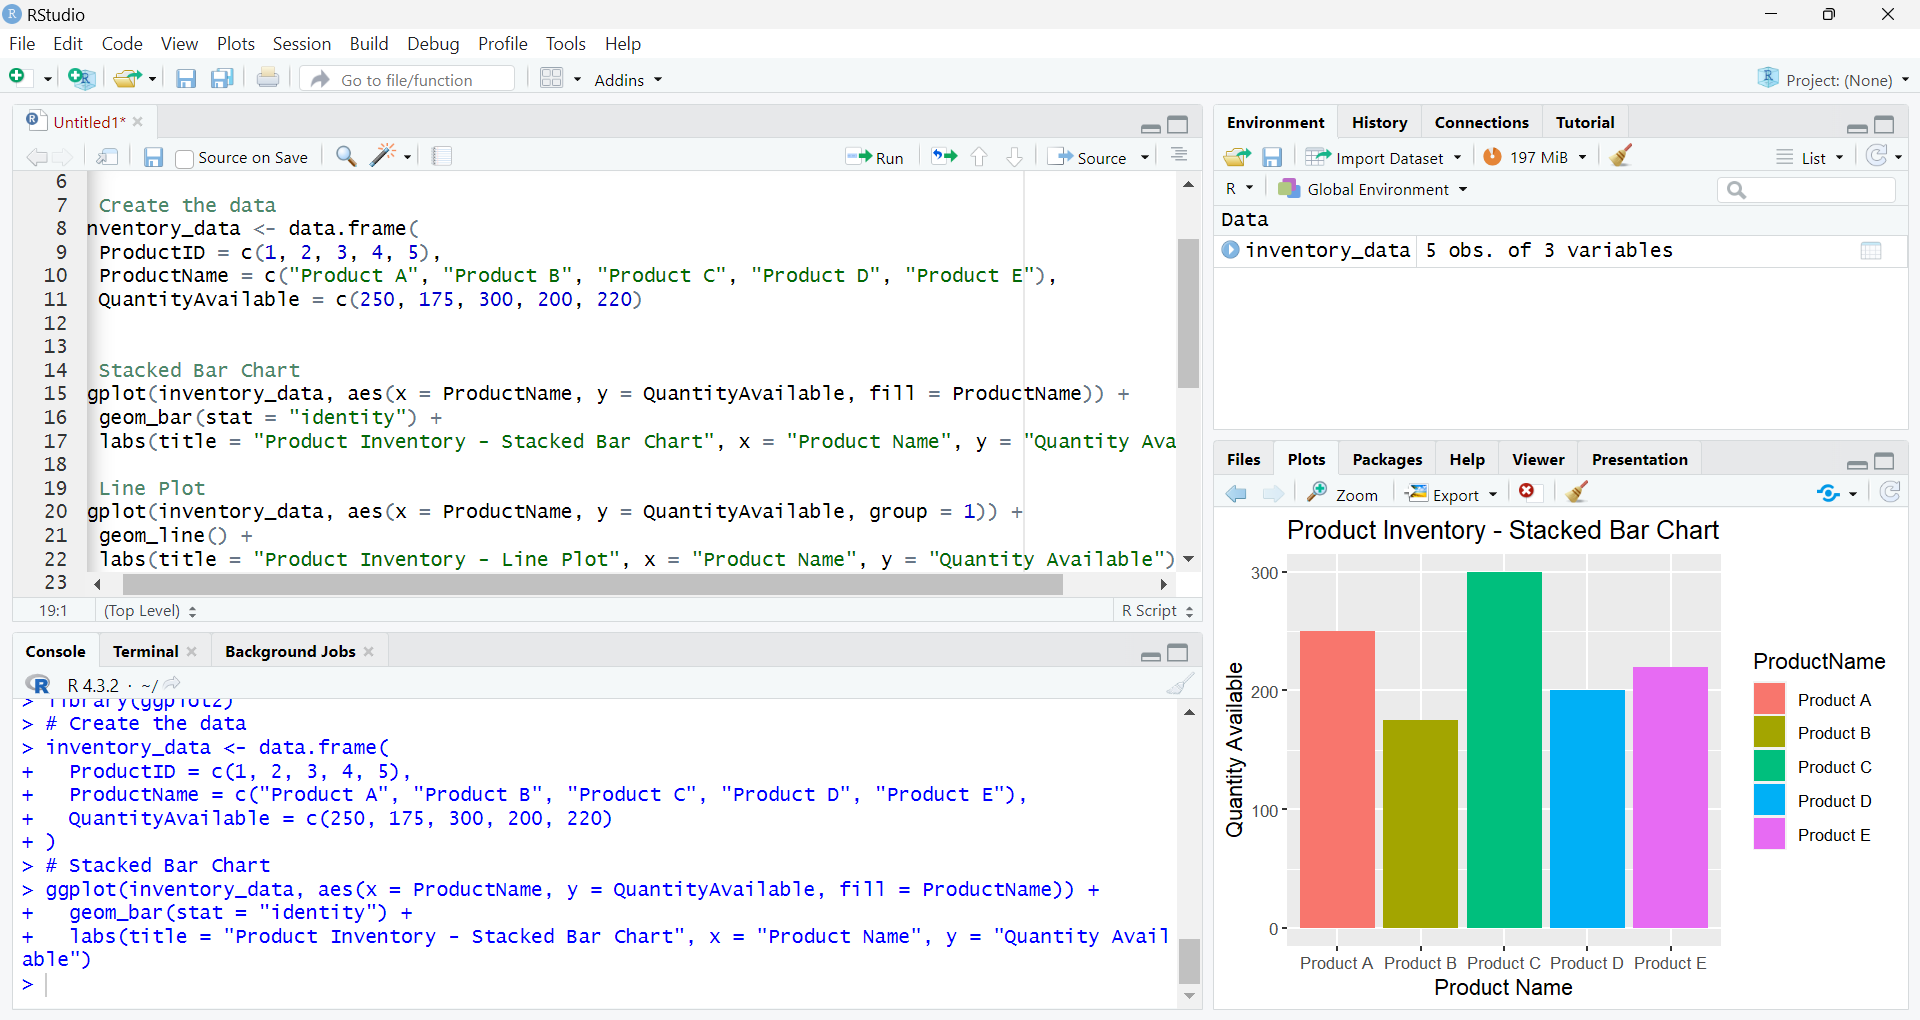 RStudio
File Edit Code View Plots Session Build Debug Profile Tools Help
Go to file/function Addins Project: (None)
Untitled1*
Source on Save Run Source
6
7 Create the data
8 nventory_data <- data.frame(
9 ProductID = c(1, 2, 3, 4, 5),
10 ProductName = c("Product A", "Product B", "Product C", "Product D", "Product E"),
11 QuantityAvailable = c(250, 175, 300, 200, 220)
12
13
14 Stacked Bar Chart
15 gplot(inventory_data, aes(x = ProductName, y = QuantityAvailable, fill = ProductName)) +
16 geom_bar(stat = "identity") +
17 labs(title = "Product Inventory - Stacked Bar Chart", x = "Product Name", y = "Quantity Ava
18
19 Line Plot
20 gplot(inventory_data, aes(x = ProductName, y = QuantityAvailable, group = 1)) +
21 geom_line() +
22 labs(title = "Product Inventory - Line Plot", x = "Product Name", y = "Quantity Available")
23
19:1 (Top Level) R Script
Console Terminal Background Jobs
R 4.3.2 · ~/
> library(ggplot2)
> # Create the data
> inventory_data <- data.frame(
+ ProductID = c(1, 2, 3, 4, 5),
+ ProductName = c("Product A", "Product B", "Product C", "Product D", "Product E"),
+ QuantityAvailable = c(250, 175, 300, 200, 220)
+ )
> # Stacked Bar Chart
> ggplot(inventory_data, aes(x = ProductName, y = QuantityAvailable, fill = ProductName)) +
+ geom_bar(stat = "identity") +
+ labs(title = "Product Inventory - Stacked Bar Chart", x = "Product Name", y = "Quantity Avail
able")
>
Environment History Connections Tutorial
Import Dataset 197 MiB List
R Global Environment
Data
inventory_data 5 obs. of 3 variables
Files Plots Packages Help Viewer Presentation
Zoom Export
Product Inventory - Stacked Bar Chart
Quantity Available
300
200
100
0
Product A Product B Product C Product D Product E
Product Name
ProductName
Product A
Product B
Product C
Product D
Product E